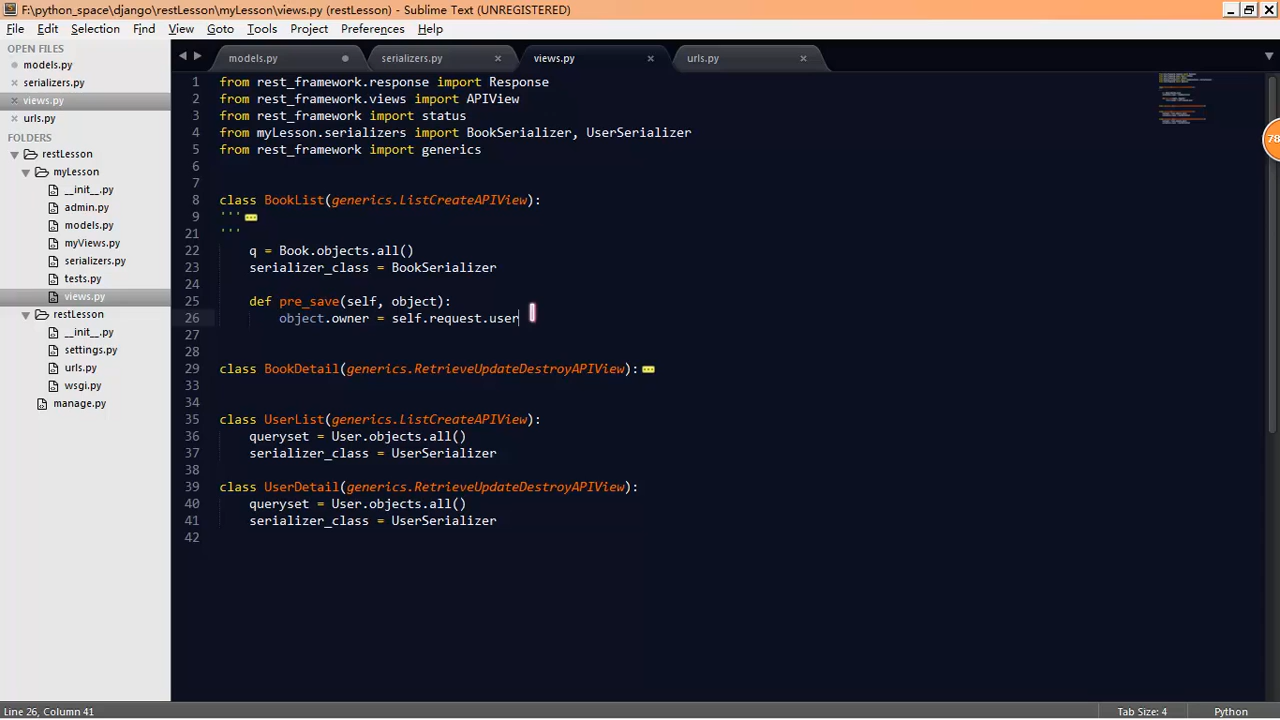 F:\python_space\django\restLesson\myLesson\views.py (restLesson) - Sublime Text (UNREGISTERED)
File Edit Selection Find View Goto Tools Project Preferences Help
OPEN FILES
models.py
serializers.py
views.py
urls.py
FOLDERS
restLesson
myLesson
__init__.py
admin.py
models.py
myViews.py
serializers.py
tests.py
views.py
restLesson
__init__.py
settings.py
urls.py
wsgi.py
manage.py
models.py serializers.py views.py urls.py
1 from rest_framework.response import Response
2 from rest_framework.views import APIView
3 from rest_framework import status
4 from myLesson.serializers import BookSerializer, UserSerializer
5 from rest_framework import generics
6
7
8 class BookList(generics.ListCreateAPIView):
9 '''
21 '''
22 q = Book.objects.all()
23 serializer_class = BookSerializer
24
25 def pre_save(self, object):
26 object.owner = self.request.user
27
28
29 class BookDetail(generics.RetrieveUpdateDestroyAPIView):
33
34
35 class UserList(generics.ListCreateAPIView):
36 queryset = User.objects.all()
37 serializer_class = UserSerializer
38
39 class UserDetail(generics.RetrieveUpdateDestroyAPIView):
40 queryset = User.objects.all()
41 serializer_class = UserSerializer
42
78
Line 26, Column 41 Tab Size: 4 Python